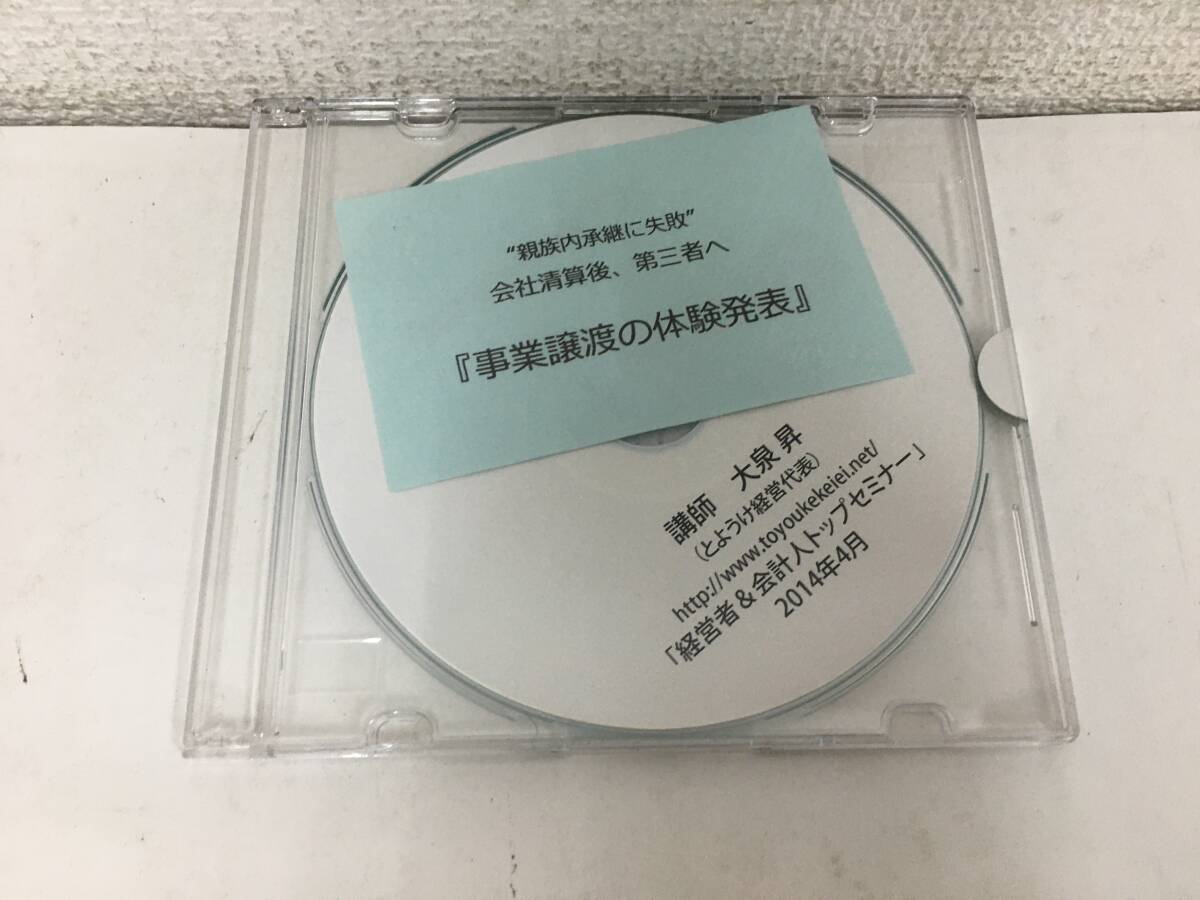 “親族内承継に失敗”
会社清算後、第三者へ
『事業譲渡の体験発表』
講師 大泉 昇
（とようけ経営代表）
http://www.toyoukekeiei.net/
「経営者 & 会計人トップセミナー」
2014年4月